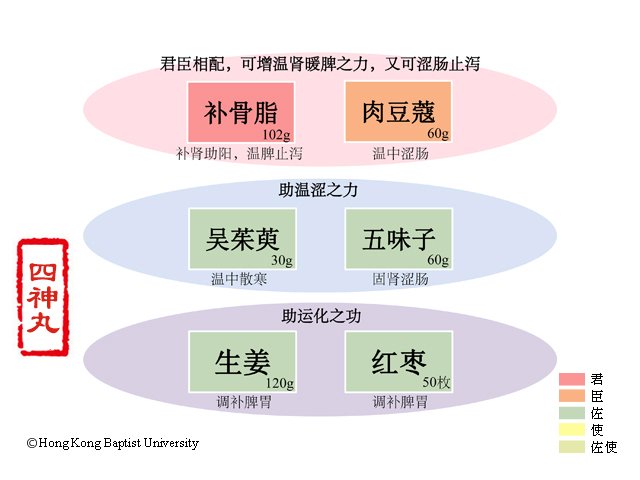 君臣相配，可增温肾暖脾之力，又可涩肠止泻
补骨脂
102g
肉豆蔻
60g
补肾助阳，温脾止泻
温中涩肠
助温涩之力
吴茱萸
30g
五味子
60g
温中散寒
固肾涩肠
四神丸
助运化之功
生姜
120g
红枣
50枚
调补脾胃
调补脾胃
君
臣
佐
使
佐使
©Hong Kong Baptist University